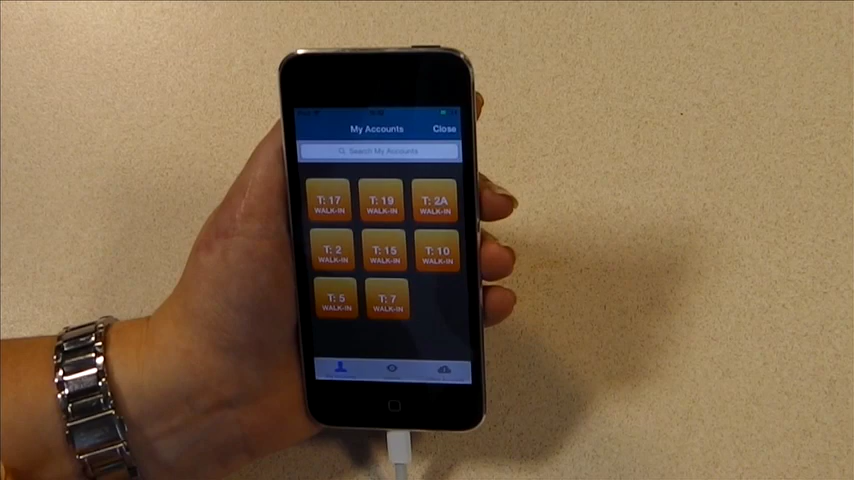 My Accounts
Close
Search My Accounts
T: 17
WALK-IN
T: 19
WALK-IN
T: 2A
WALK-IN
T: 2
WALK-IN
T: 15
WALK-IN
T: 10
WALK-IN
T: 5
WALK-IN
T: 7
WALK-IN